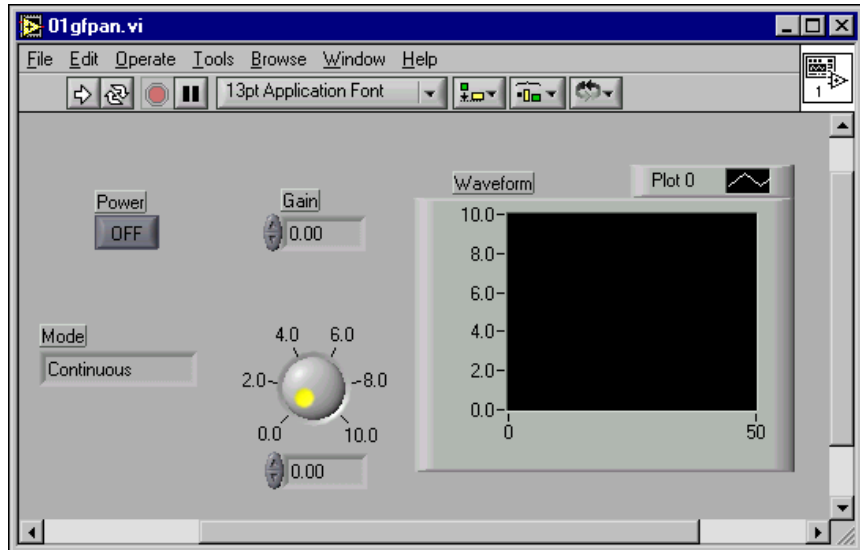 01gfpan.vi
File Edit Operate Tools Browse Window Help
13pt Application Font
1
Power
OFF
Gain
0.00
Mode
Continuous
4.0 6.0
2.0 8.0
0.0 10.0
0.00
Waveform
Plot 0
10.0
8.0
6.0
4.0
2.0
0.0
0 50